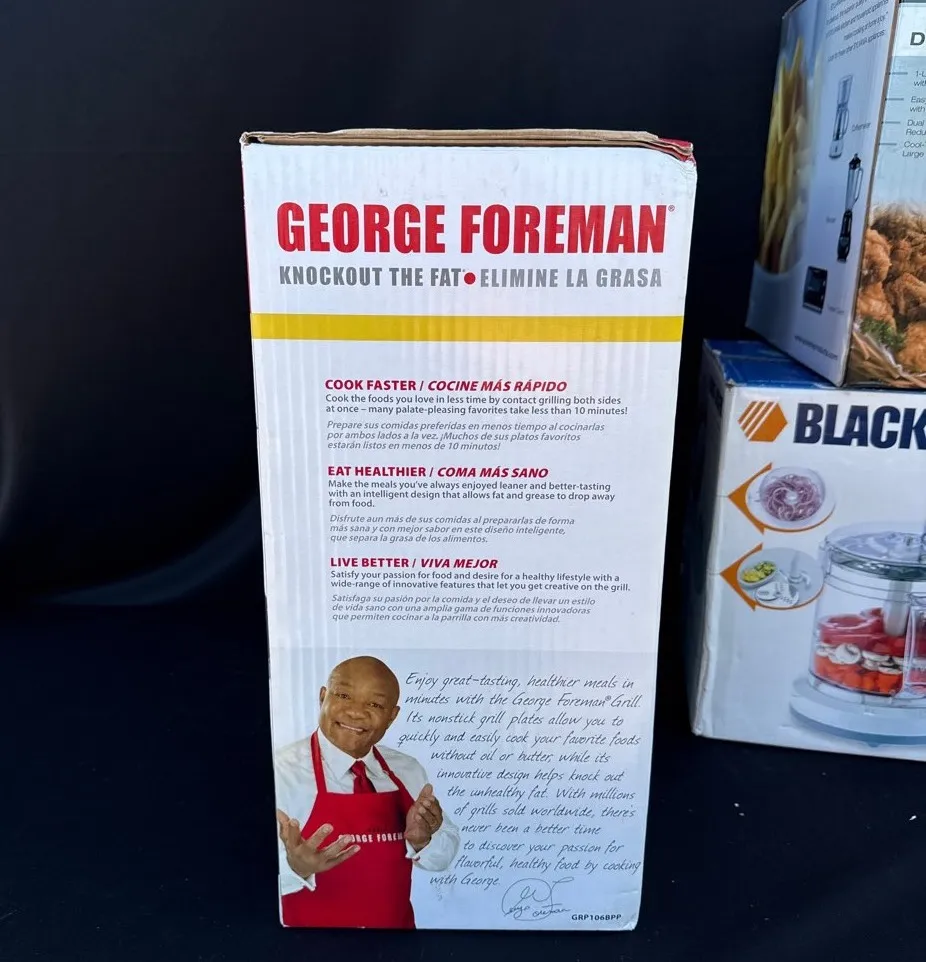 GEORGE FOREMAN®
KNOCKOUT THE FAT® ELIMINE LA GRASA
COOK FASTER / COCINE MÁS RÁPIDO
Cook the foods you love in less time by contact grilling both sides
at once – many palate-pleasing favorites take less than 10 minutes!
Prepare sus comidas preferidas en menos tiempo al cocinarlas
por ambos lados a la vez. ¡Muchos de sus platos favoritos
estarán listos en menos de 10 minutos!
EAT HEALTHIER / COMA MÁS SANO
Make the meals you've always enjoyed leaner and better-tasting
with an intelligent design that allows fat and grease to drop away
from food.
Disfrute aun más de sus comidas al prepararlas de forma
más sana y con mejor sabor en este diseño inteligente,
que separa la grasa de los alimentos.
LIVE BETTER / VIVA MEJOR
Satisfy your passion for food and desire for a healthy lifestyle with a
wide-range of innovative features that let you get creative on the grill.
Satisfaga su pasión por la comida y el deseo de llevar un estilo
de vida sano con una amplia gama de funciones innovadoras
que permiten cocinar a la parrilla con más creatividad.
Enjoy great-tasting, healthier meals in
minutes with the George Foreman® Grill.
Its nonstick grill plates allow you to
quickly and easily cook your favorite foods
without oil or butter, while its
innovative design helps knock out
the unhealthy fat. With millions
of grills sold worldwide, there's
never been a better time
to discover your passion for
flavorful, healthy food by cooking
with George.
GEORGE FOREM
George Foreman
GRP106BPP
D
1-L
with
Eas
with
Dual
Redu
Cool-
Large
BLACK